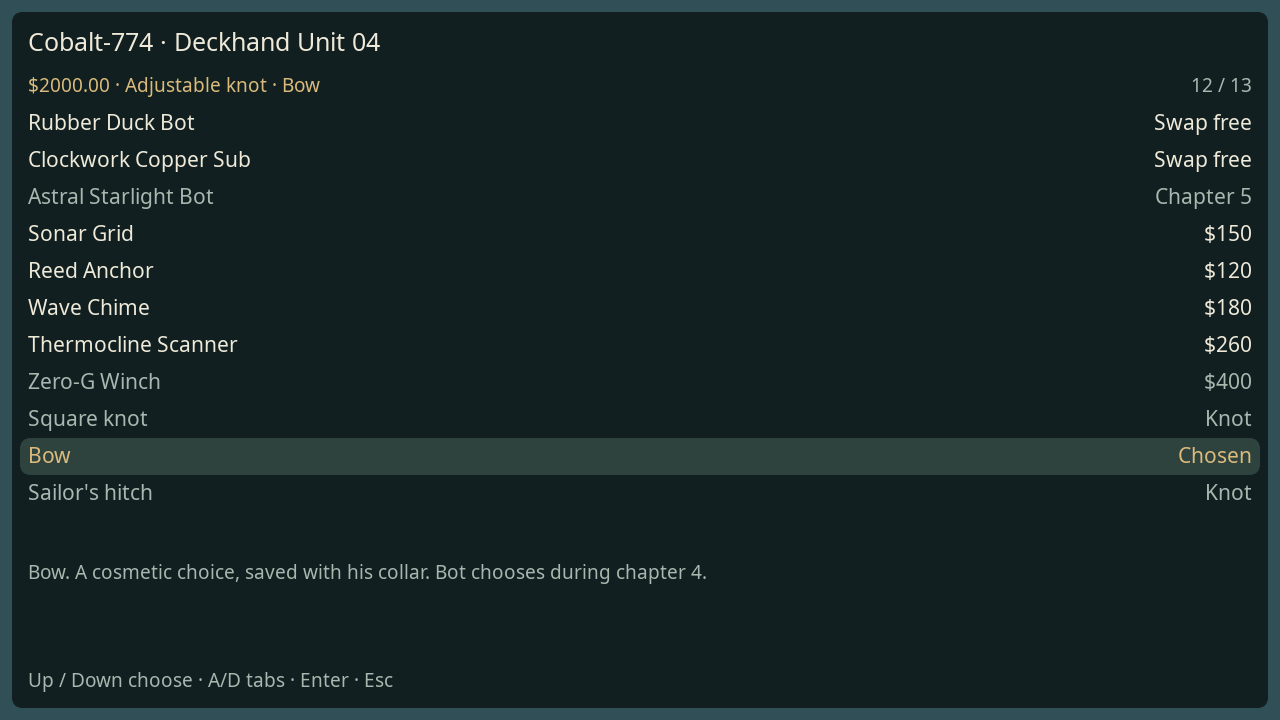 Cobalt-774 · Deckhand Unit 04
$2000.00 · Adjustable knot · Bow 12 / 13
Rubber Duck Bot Swap free
Clockwork Copper Sub Swap free
Astral Starlight Bot Chapter 5
Sonar Grid $150
Reed Anchor $120
Wave Chime $180
Thermocline Scanner $260
Zero-G Winch $400
Square knot Knot
Bow Chosen
Sailor's hitch Knot
Bow. A cosmetic choice, saved with his collar. Bot chooses during chapter 4.
Up / Down choose · A/D tabs · Enter · Esc